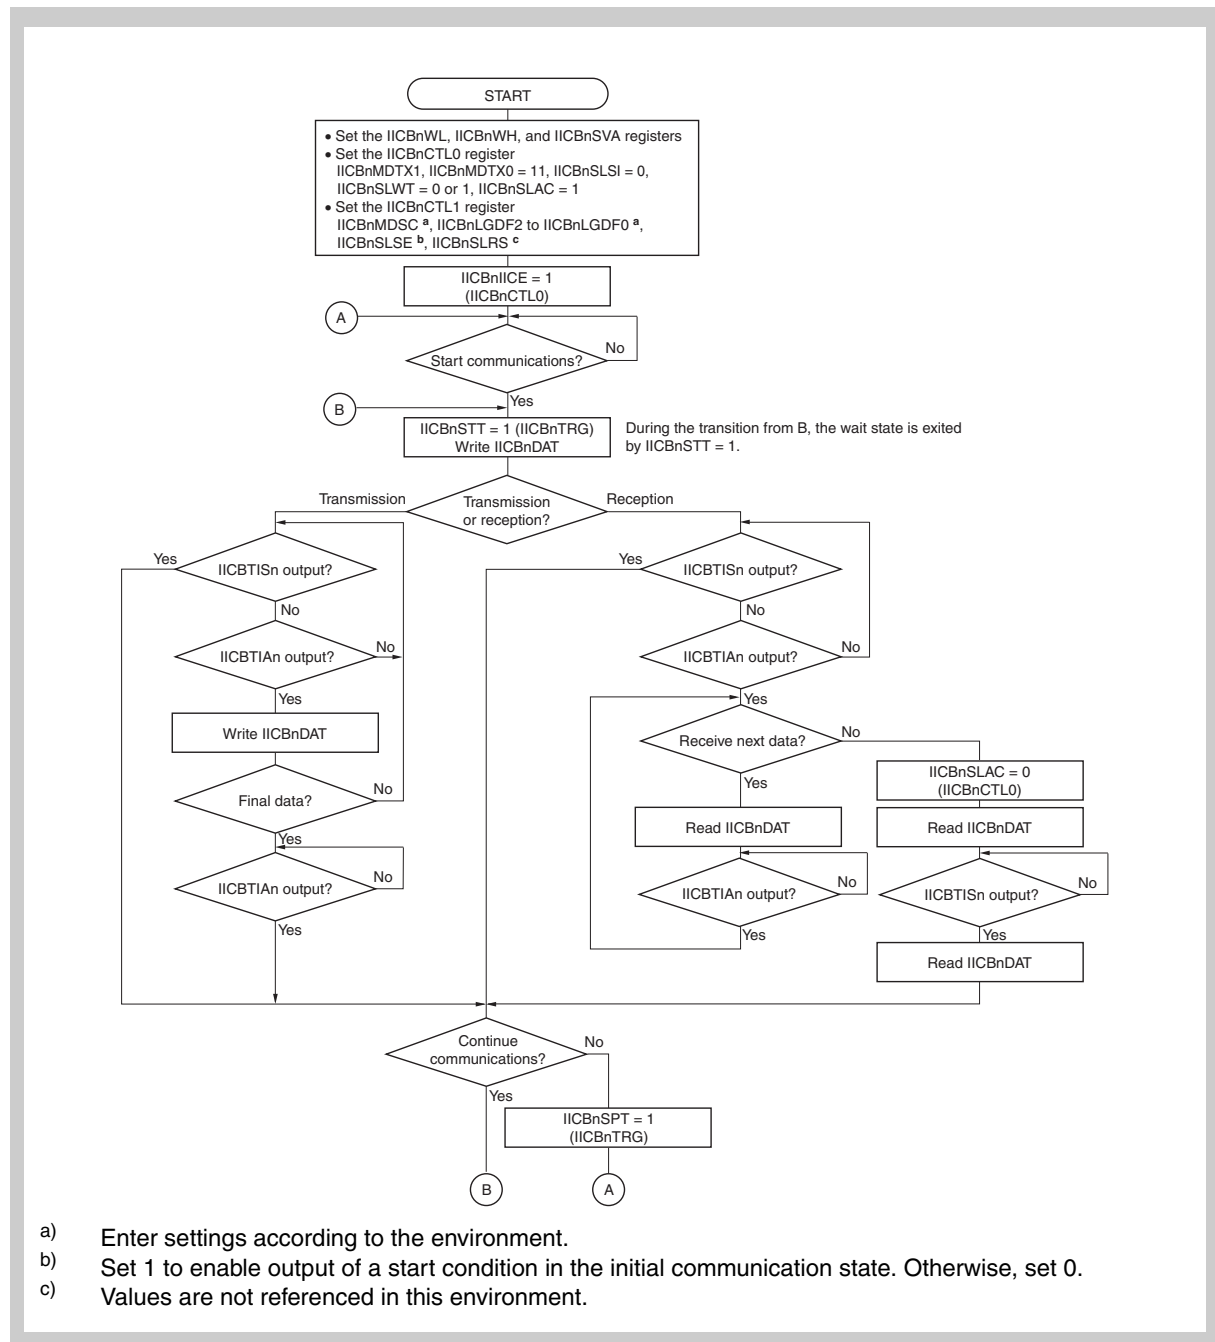 START
• Set the IICBnWL, IICBnWH, and IICBnSVA registers
• Set the IICBnCTL0 register
IICBnMDTX1, IICBnMDTX0 = 11, IICBnSLSI = 0,
IICBnSLWT = 0 or 1, IICBnSLAC = 1
• Set the IICBnCTL1 register
IICBnMDSC a, IICBnLGDF2 to IICBnLGDF0 a,
IICBnSLSE b, IICBnSLRS c
IICBnIICE = 1
(IICBnCTL0)
A
Start communications?
No
Yes
B
IICBnSTT = 1 (IICBnTRG)
Write IICBnDAT
During the transition from B, the wait state is exited
by IICBnSTT = 1.
Transmission
Transmission
or reception?
Reception
Yes
IICBTISn output?
No
IICBTIAn output?
No
Yes
Write IICBnDAT
Final data?
No
Yes
IICBTIAn output?
No
Yes
Yes
IICBTISn output?
No
IICBTIAn output?
No
Yes
Receive next data?
No
Yes
Read IICBnDAT
IICBTIAn output?
No
Yes
IICBnSLAC = 0
(IICBnCTL0)
Read IICBnDAT
IICBTISn output?
No
Yes
Read IICBnDAT
Continue
communications?
No
Yes
IICBnSPT = 1
(IICBnTRG)
B
A
a) Enter settings according to the environment.
b) Set 1 to enable output of a start condition in the initial communication state. Otherwise, set 0.
c) Values are not referenced in this environment.